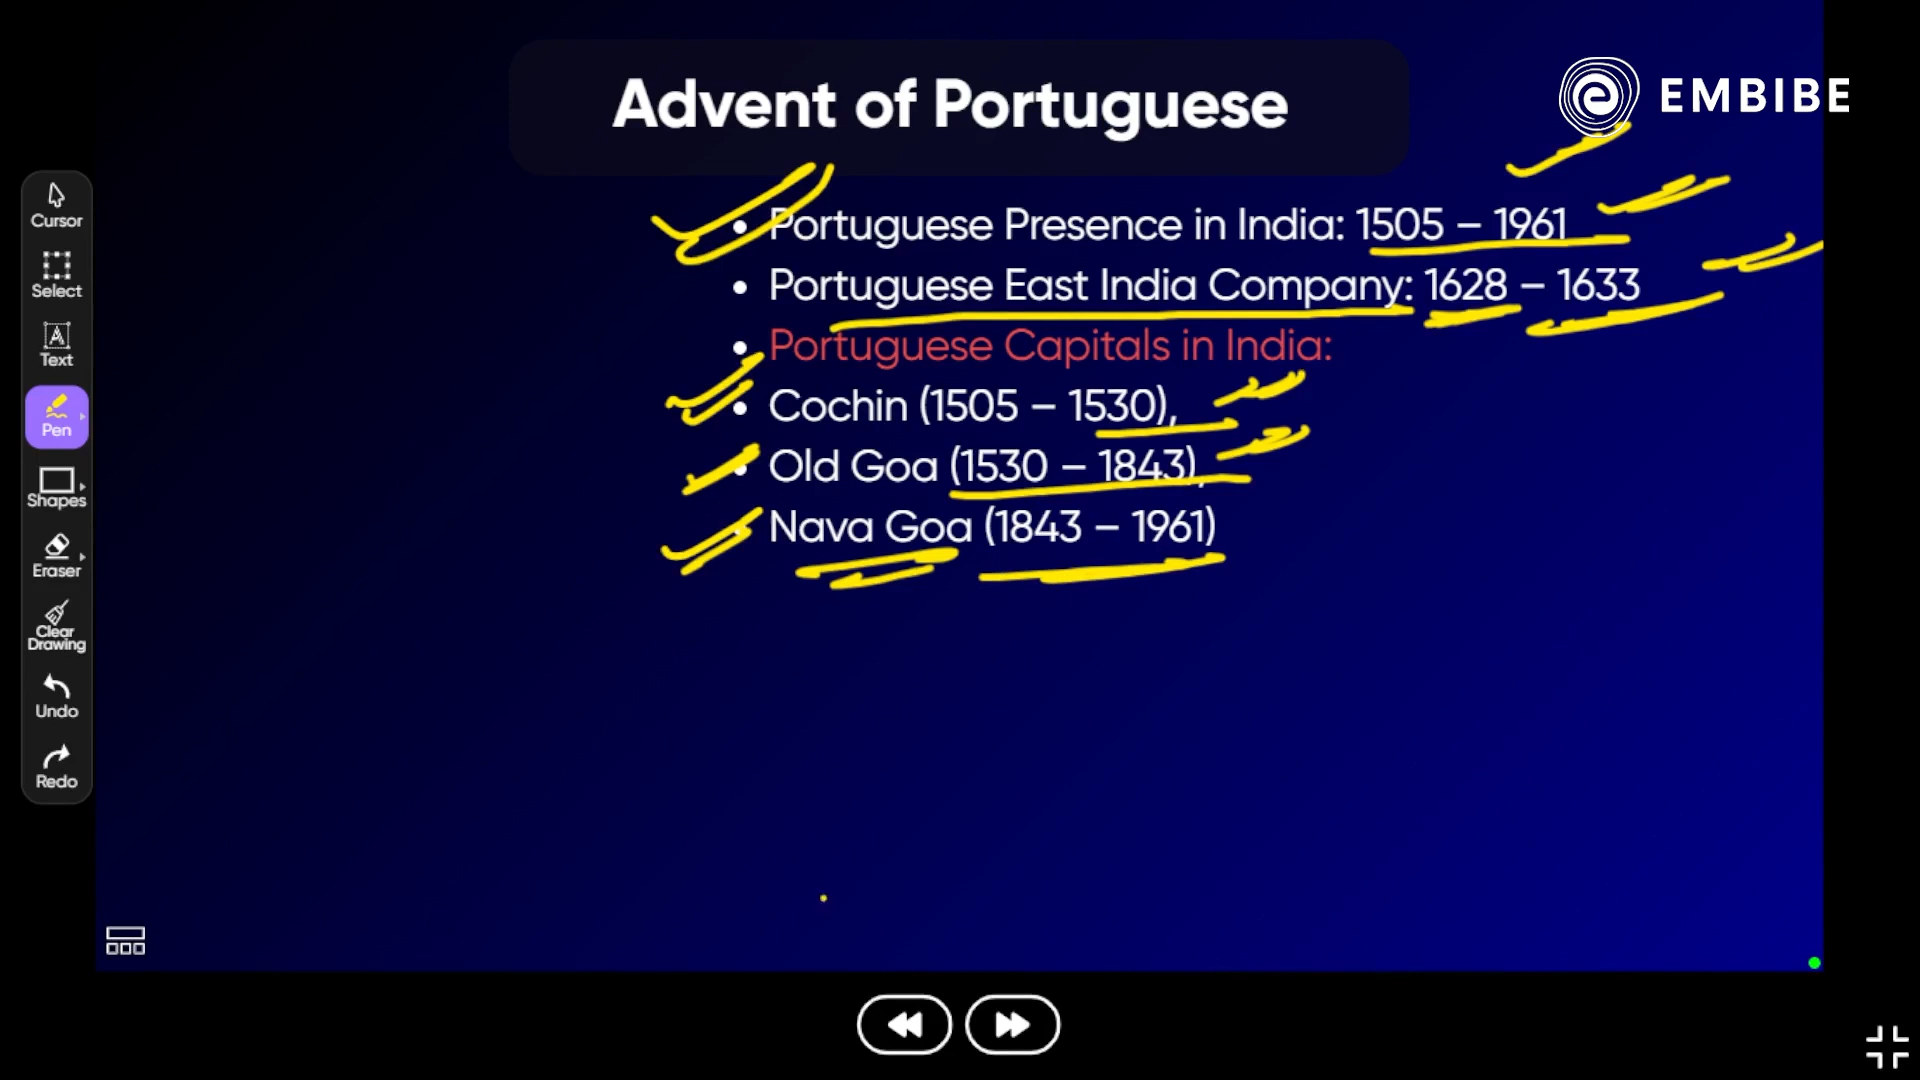 Advent of Portuguese
EMBIBE
• Portuguese Presence in India: 1505 – 1961
• Portuguese East India Company: 1628 – 1633
• Portuguese Capitals in India:
• Cochin (1505 – 1530),
• Old Goa (1530 – 1843),
• Nava Goa (1843 – 1961)
Cursor
Select
Text
Pen
Shapes
Eraser
Clear
Drawing
Undo
Redo